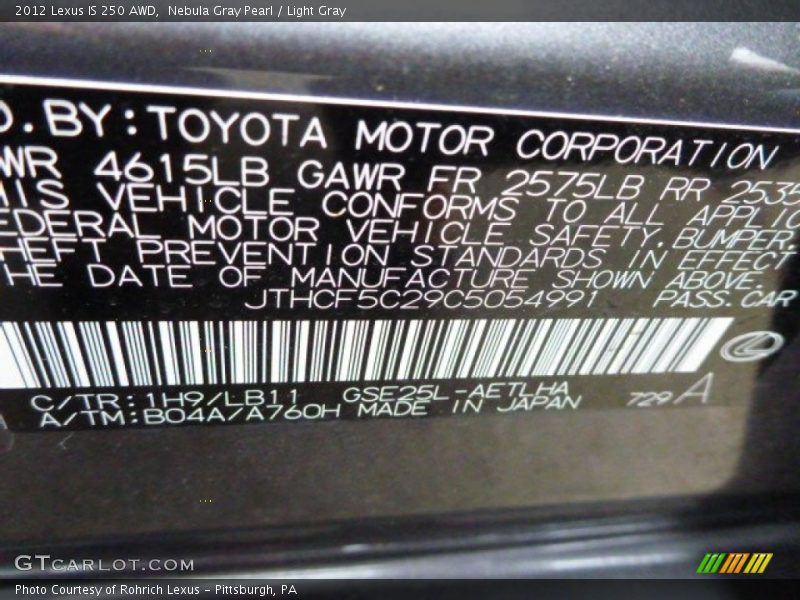 2012 Lexus IS 250 AWD,  Nebula Gray Pearl / Light Gray
D. BY: TOYOTA MOTOR CORPORATION
WR 4615LB GAWR FR 2575LB RR 2535
HIS VEHICLE CONFORMS TO ALL APPLIC
EDERAL MOTOR VEHICLE SAFETY, BUMPER,
HEFT PREVENTION STANDARDS IN EFFECT
HE DATE OF MANUFACTURE SHOWN ABOVE.
JTHCF5C29C5054991 PASS. CAR
C/TR: 1H9/LB11 GSE25L-AETLHA
A/TM: B04A/A760H MADE IN JAPAN 729 A
GTCARLOT.COM
Photo Courtesy of Rohrich Lexus – Pittsburgh, PA